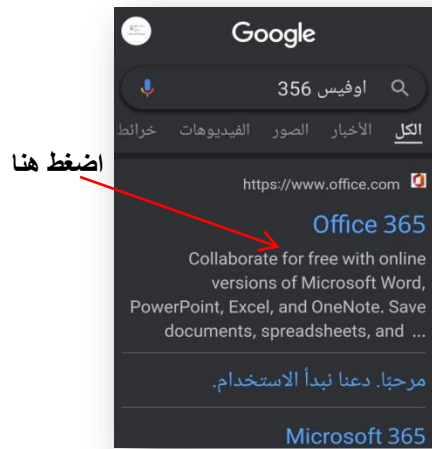 Google
اوفيس 356
الكل الأخبار الصور الفيديوهات خرائط
اضغط هنا
https://www.office.com
Office 365
Collaborate for free with online
versions of Microsoft Word,
PowerPoint, Excel, and OneNote. Save
documents, spreadsheets, and ...
مرحبًا. دعنا نبدأ الاستخدام.
Microsoft 365